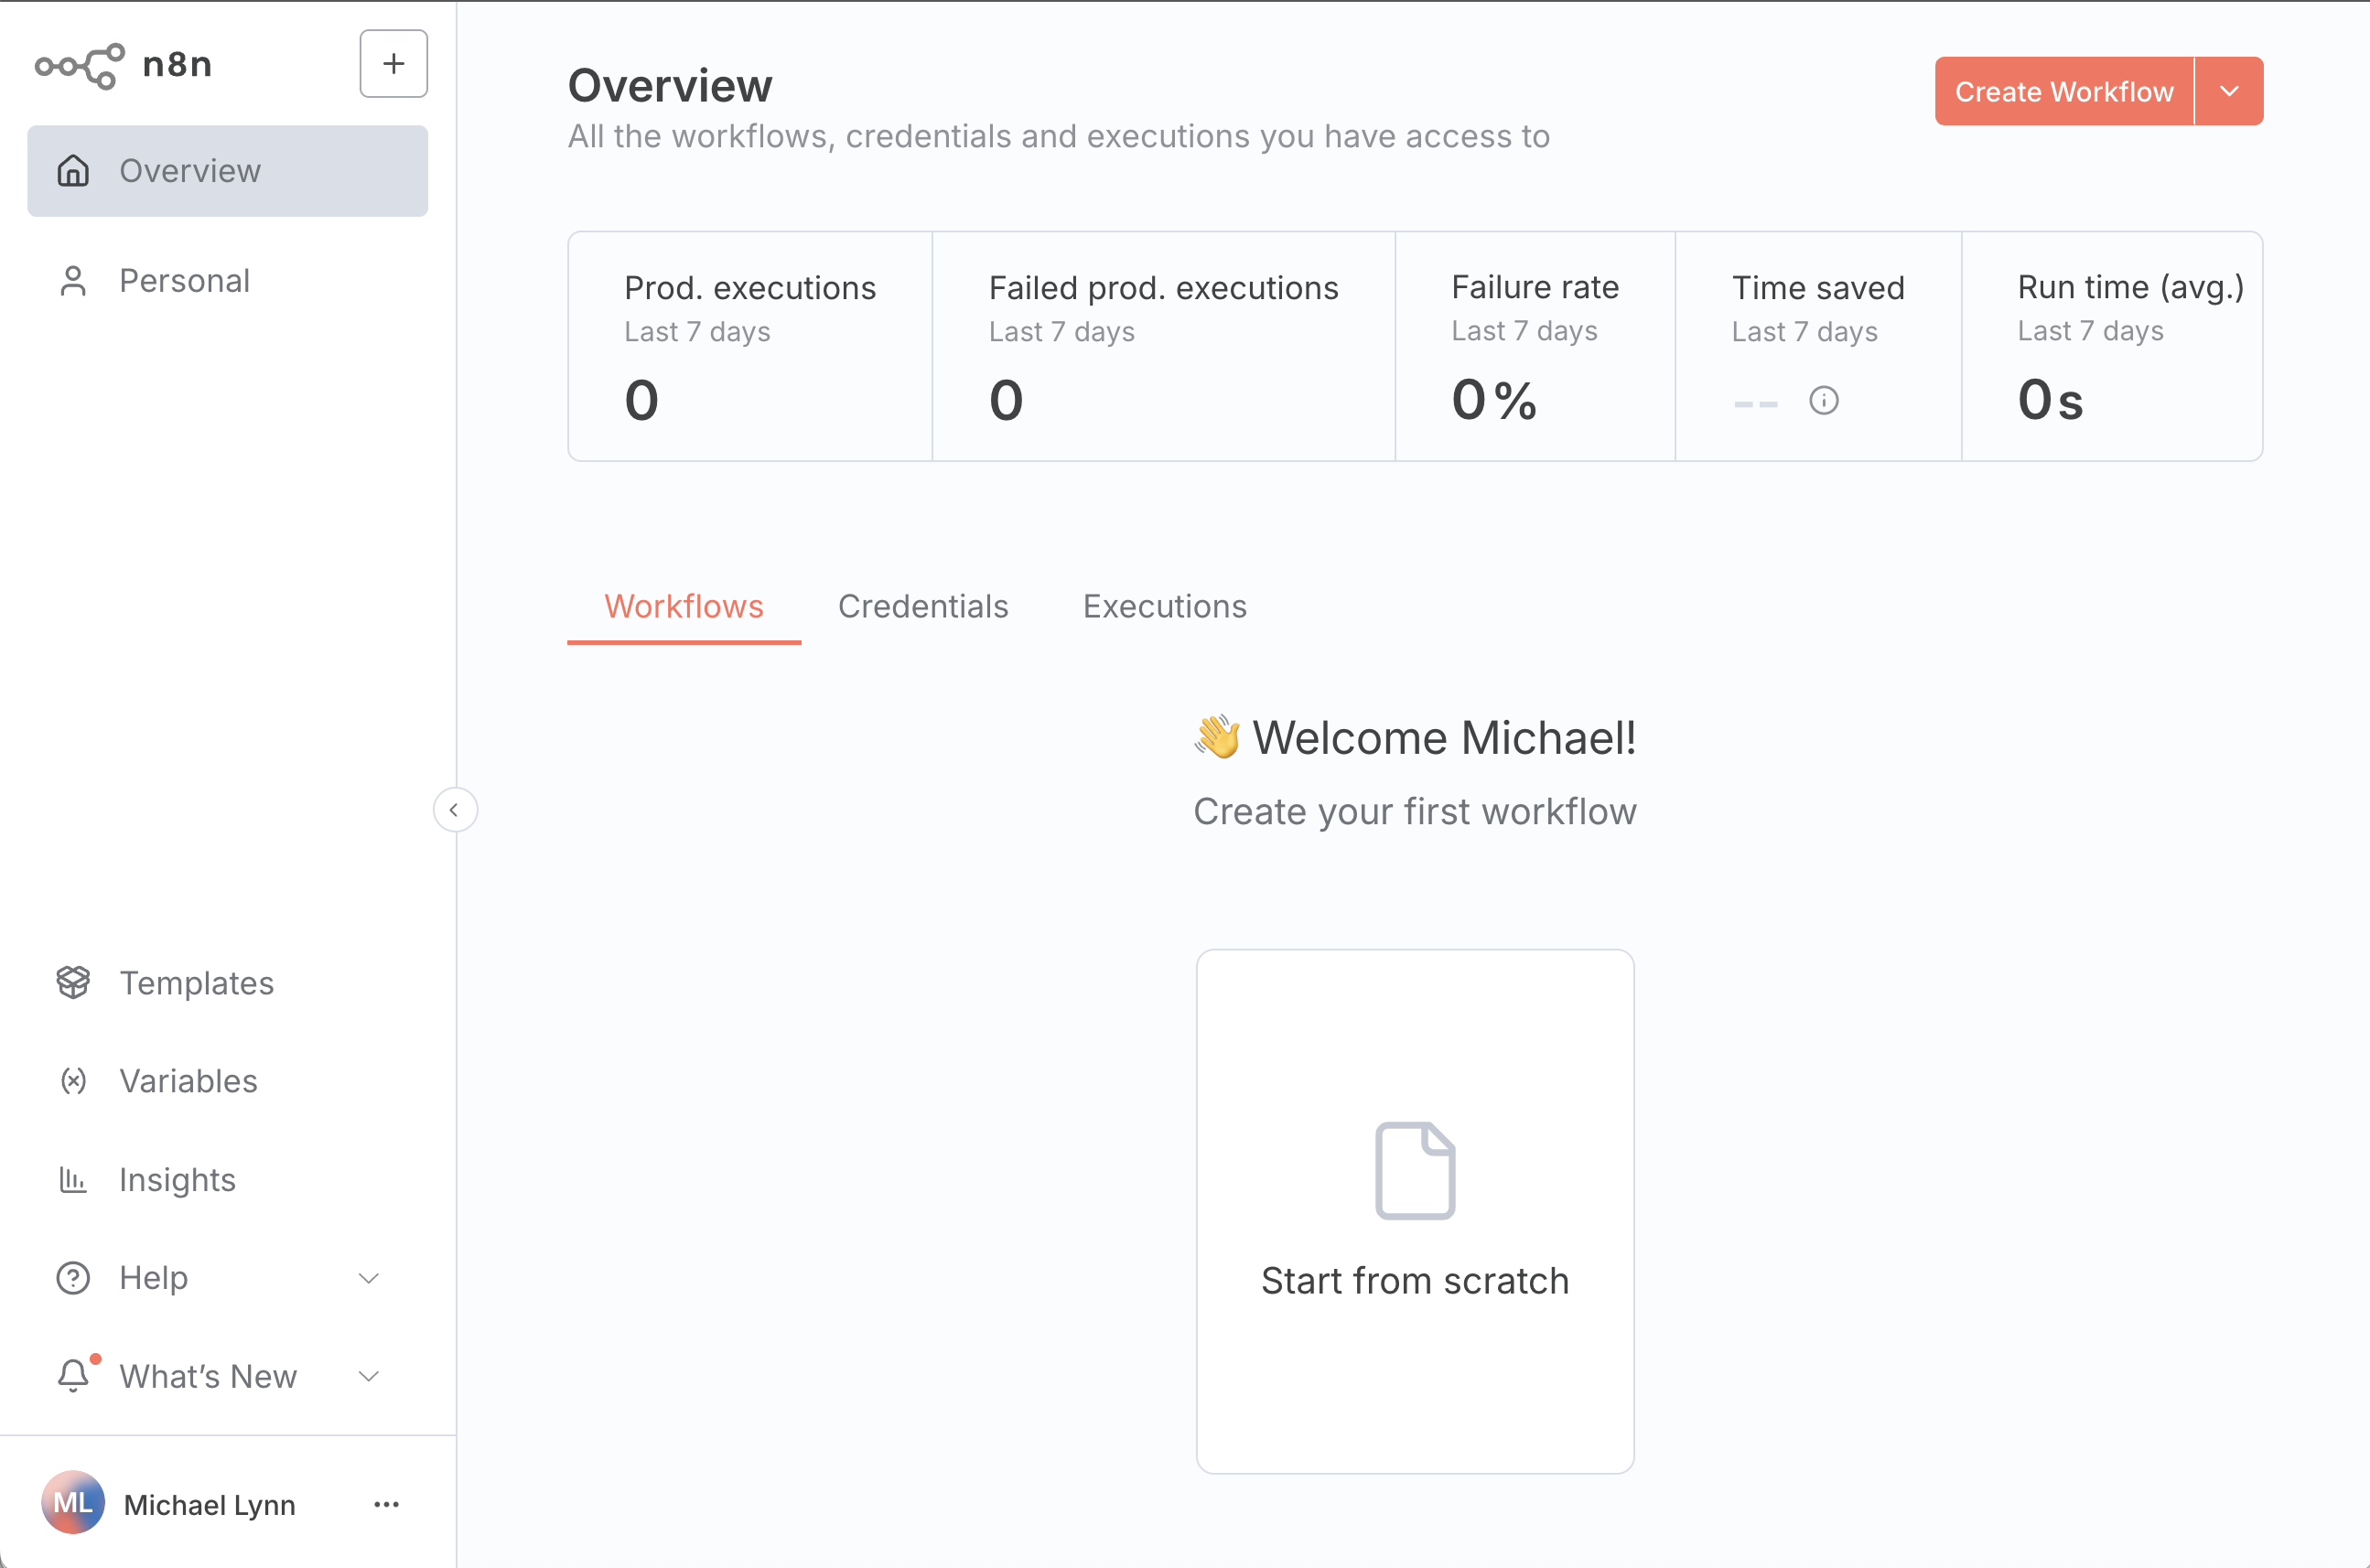 n8n
+
Overview
Personal
Templates
Variables
Insights
Help
What's New
ML
Michael Lynn
Overview
All the workflows, credentials and executions you have access to
Create Workflow
Prod. executions
Last 7 days
0
Failed prod. executions
Last 7 days
0
Failure rate
Last 7 days
0%
Time saved
Last 7 days
--
Run time (avg.)
Last 7 days
0s
Workflows
Credentials
Executions
👋 Welcome Michael!
Create your first workflow
Start from scratch